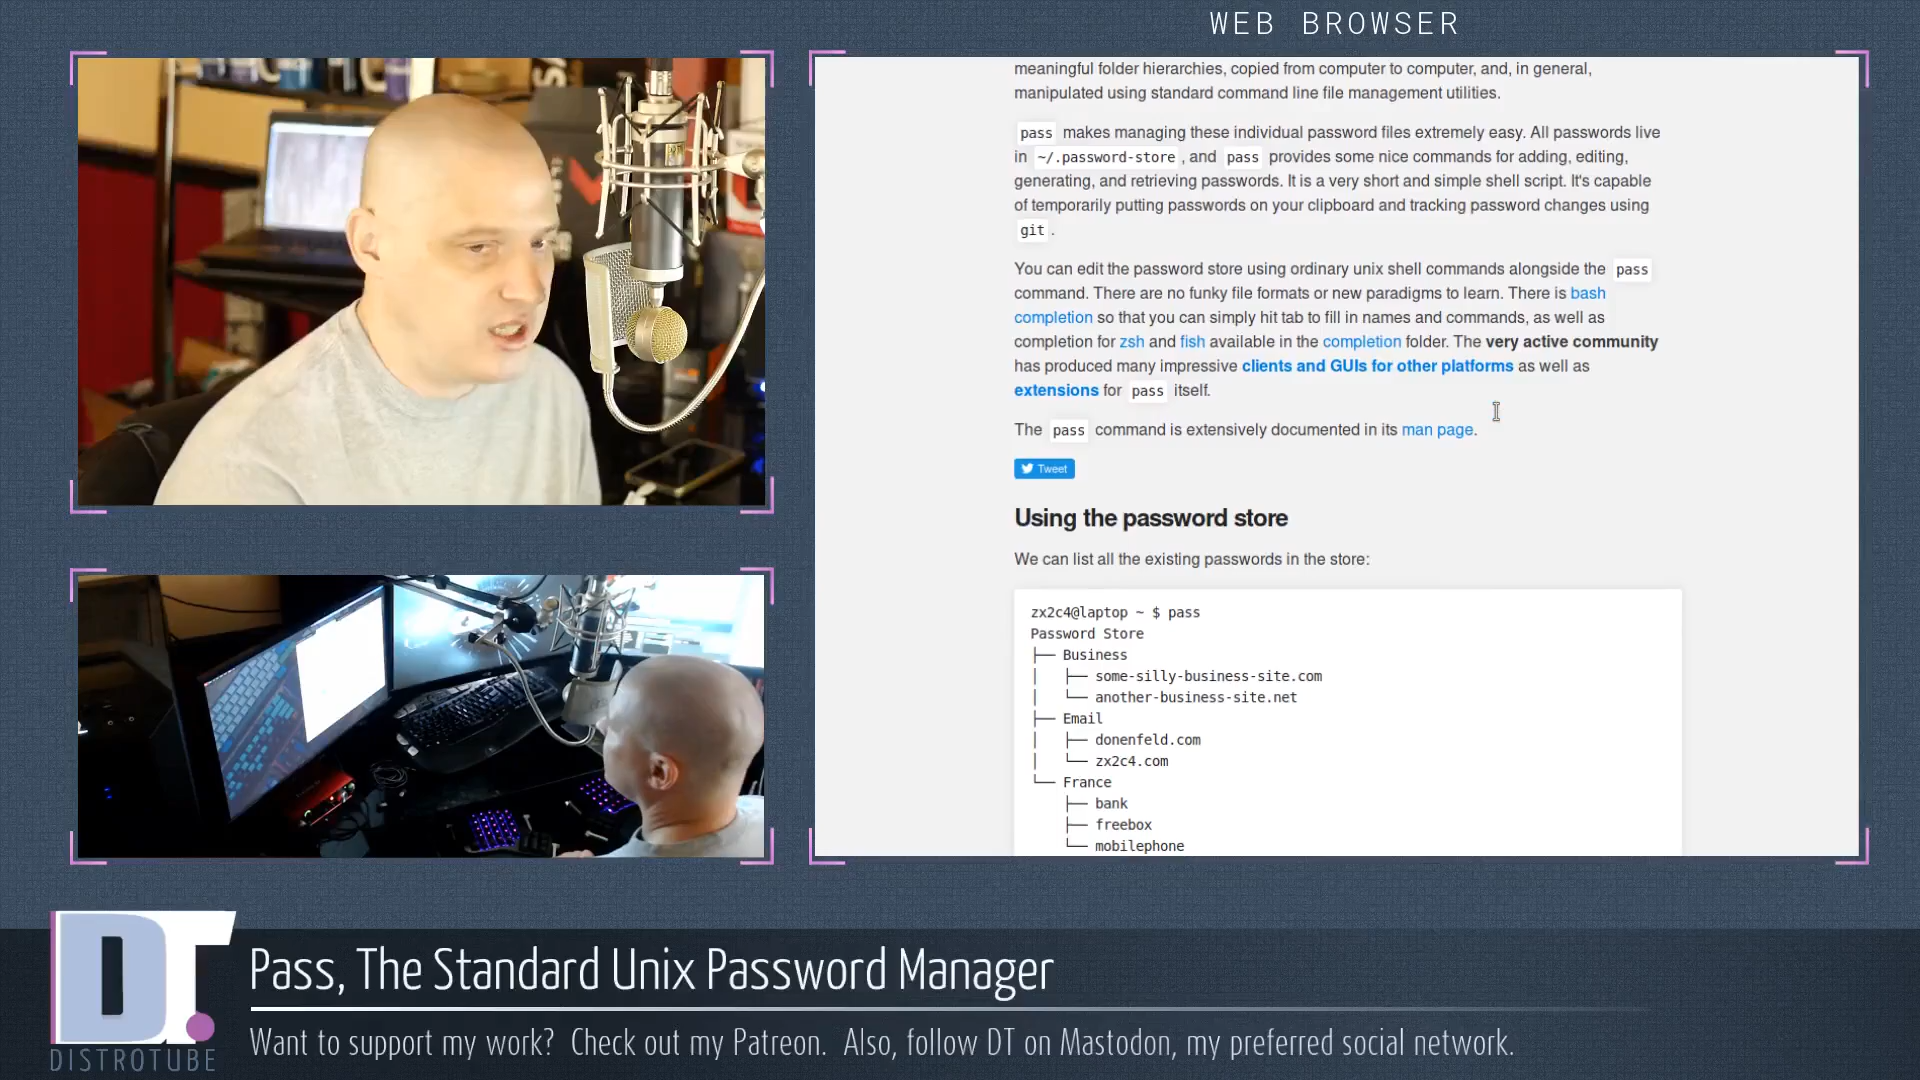 WEB BROWSER
meaningful folder hierarchies, copied from computer to computer, and, in general,
manipulated using standard command line file management utilities.
pass makes managing these individual password files extremely easy. All passwords live
in ~/.password-store , and pass provides some nice commands for adding, editing,
generating, and retrieving passwords. It is a very short and simple shell script. It's capable
of temporarily putting passwords on your clipboard and tracking password changes using
git .
You can edit the password store using ordinary unix shell commands alongside the pass
command. There are no funky file formats or new paradigms to learn. There is bash
completion so that you can simply hit tab to fill in names and commands, as well as
completion for zsh and fish available in the completion folder. The very active community
has produced many impressive clients and GUIs for other platforms as well as
extensions for pass itself.
The pass command is extensively documented in its man page.
Tweet
Using the password store
We can list all the existing passwords in the store:
zx2c4@laptop ~ $ pass
Password Store
├── Business
│   ├── some-silly-business-site.com
│   └── another-business-site.net
├── Email
│   ├── donenfeld.com
│   └── zx2c4.com
└── France
    ├── bank
    ├── freebox
    └── mobilephone
DT
DISTROTUBE
Pass, The Standard Unix Password Manager
Want to support my work? Check out my Patreon. Also, follow DT on Mastodon, my preferred social network.